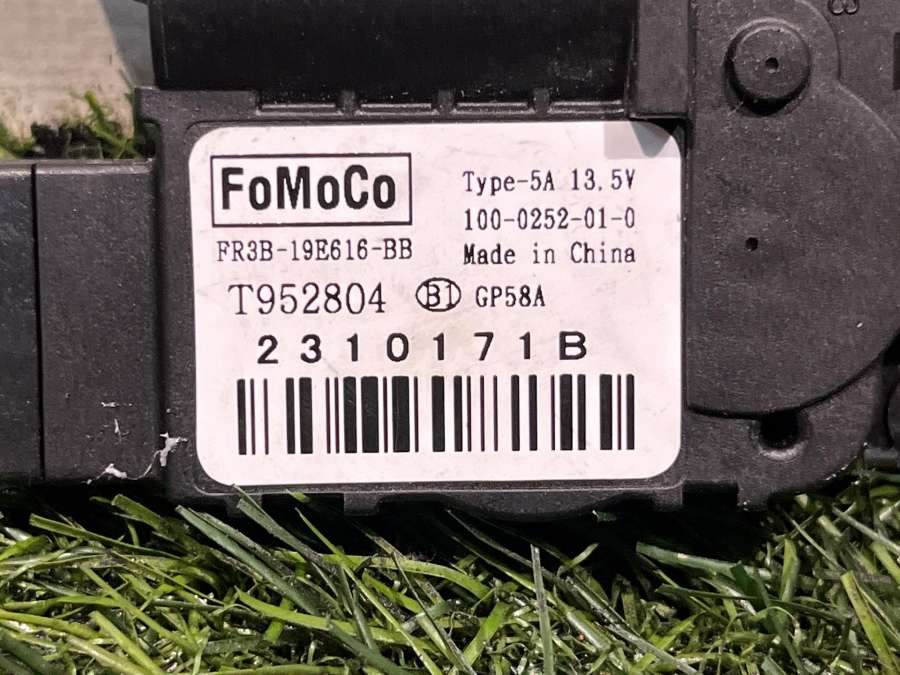 FoMoCo
FR3B-19E616-BB
Type-5A 13.5V
100-0252-01-0
Made in China
T952804 B1 GP58A
2310171B